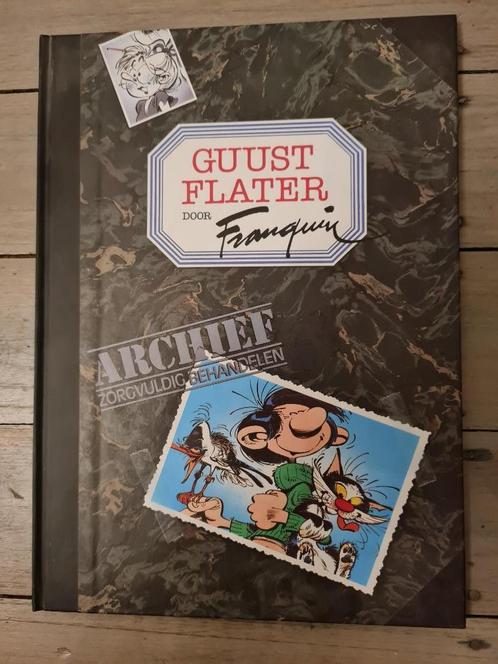 GUUST
FLATER
DOOR Franquin
ARCHIEF
ZORGVULDIG BEHANDELEN